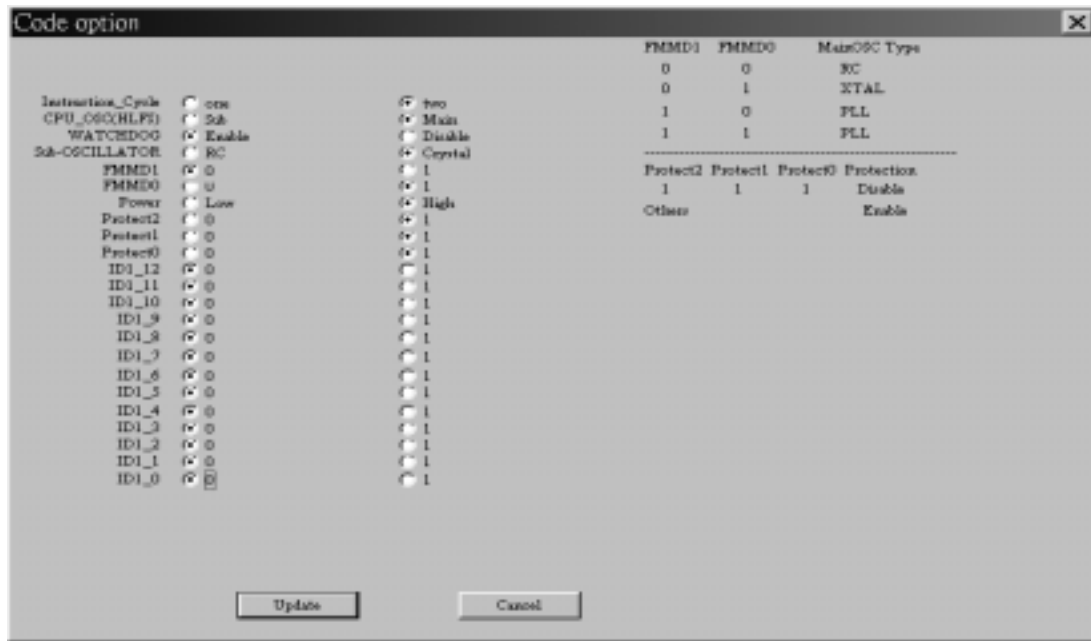 Code option
FMMD1 FMMD0 MainOSC Type
0 0 RC
0 1 XTAL
1 0 PLL
1 1 PLL
Protect2 Protect1 Protect0 Protection
1 1 1 Disable
Others Enable
Instruction_Cycle one two
CPU_OSC(HLFS) Sub Main
WATCHDOG Enable Disable
Sub-OSCILLATOR RC Crystal
FMMD1 0 1
FMMD0 0 1
Power Low High
Protect2 0 1
Protect1 0 1
Protect0 0 1
ID1_12 0 1
ID1_11 0 1
ID1_10 0 1
ID1_9 0 1
ID1_8 0 1
ID1_7 0 1
ID1_6 0 1
ID1_5 0 1
ID1_4 0 1
ID1_3 0 1
ID1_2 0 1
ID1_1 0 1
ID1_0 0 1
Update Cancel